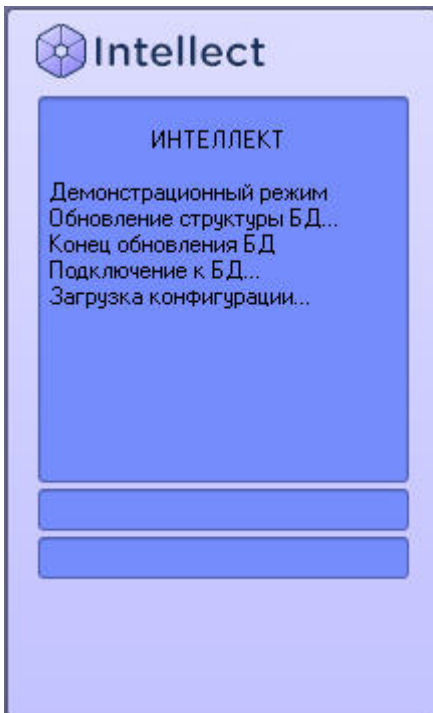 Intellect
ИНТЕЛЛЕКТ
Демонстрационный режим
Обновление структуры БД...
Конец обновления БД
Подключение к БД...
Загрузка конфигурации...